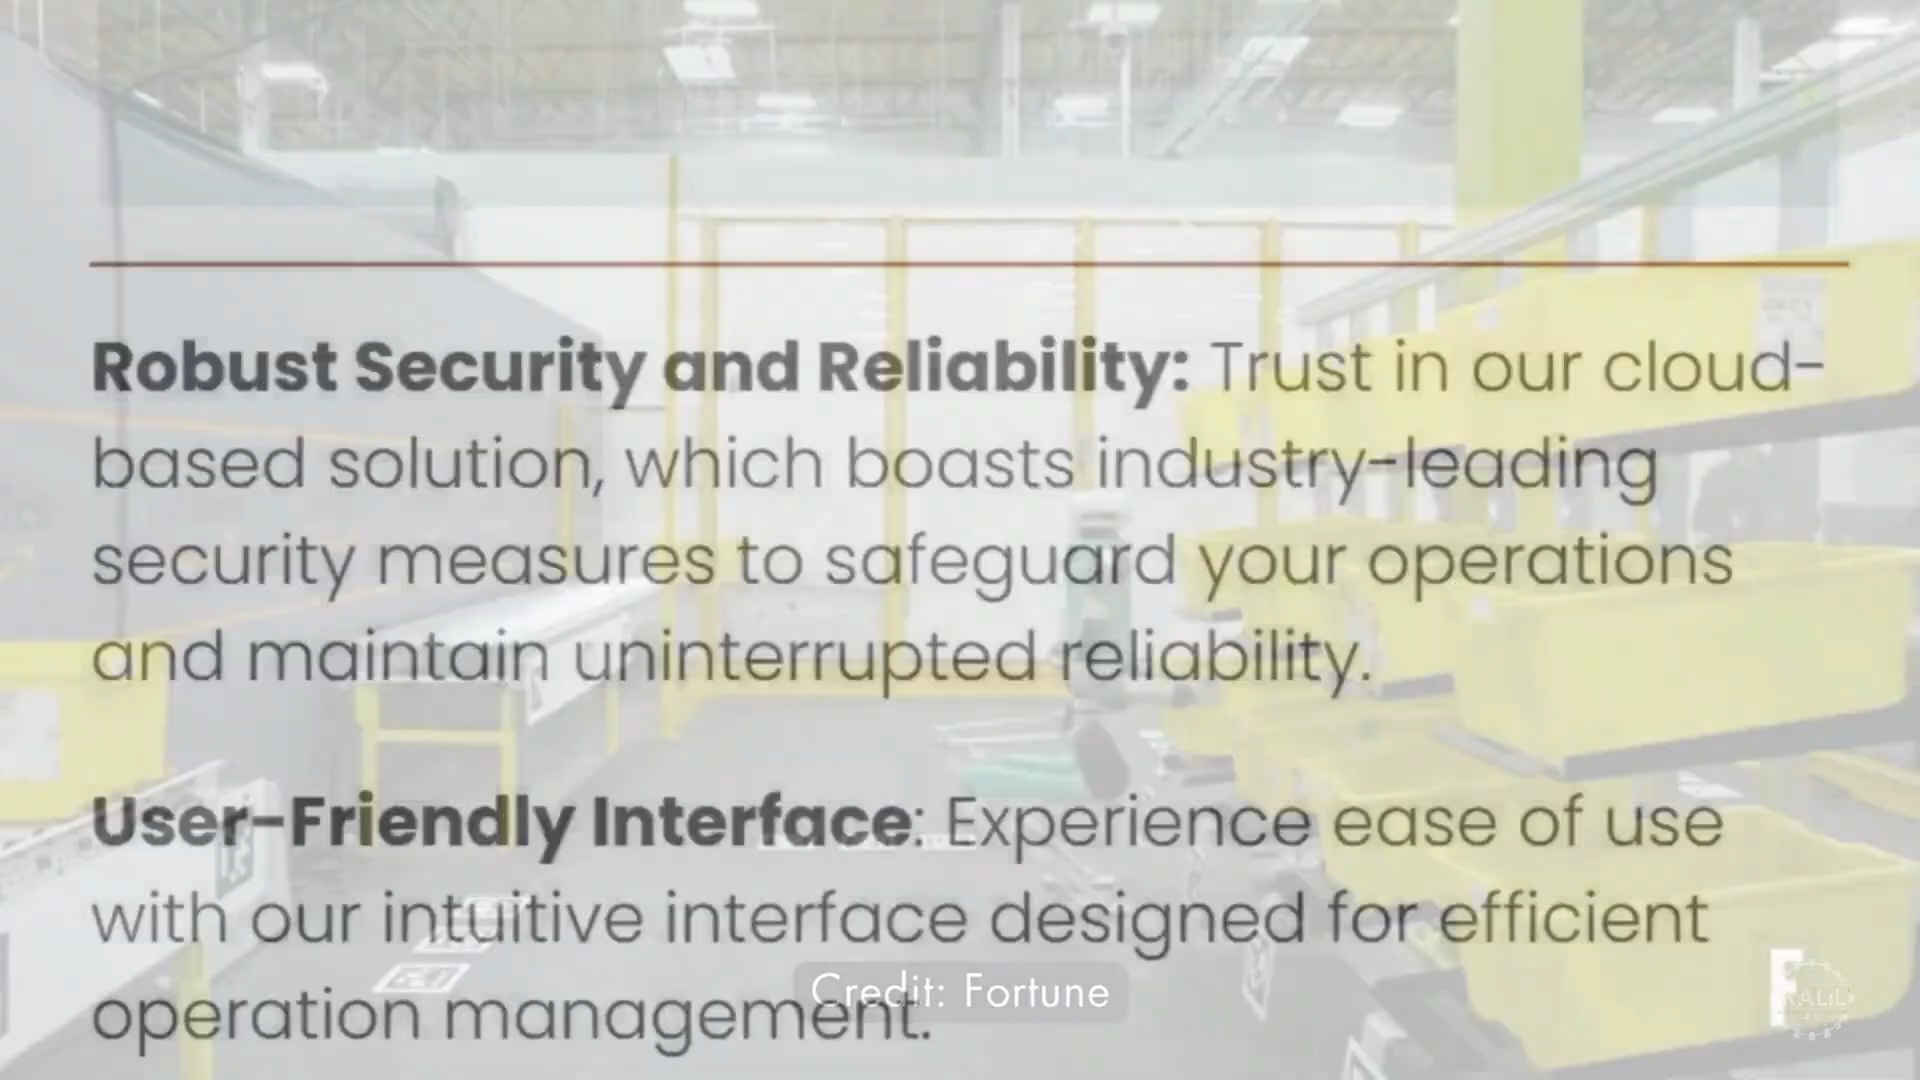 Robust Security and Reliability: Trust in our cloud-
based solution, which boasts industry-leading
security measures to safeguard your operations
and maintain uninterrupted reliability.
User-Friendly Interface: Experience ease of use
with our intuitive interface designed for efficient
operation management.
Credit: Fortune